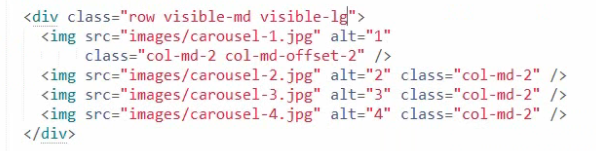 <div class="row visible-md visible-lg">
<img src="images/carousel-1.jpg" alt="1"
class="col-md-2 col-md-offset-2" />
<img src="images/carousel-2.jpg" alt="2" class="col-md-2" />
<img src="images/carousel-3.jpg" alt="3" class="col-md-2" />
<img src="images/carousel-4.jpg" alt="4" class="col-md-2" />
</div>